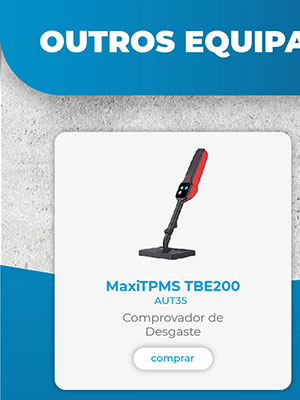 OUTROS EQUIPA
MaxiTPMS TBE200
AUT35
Comprovador de
Desgaste
comprar